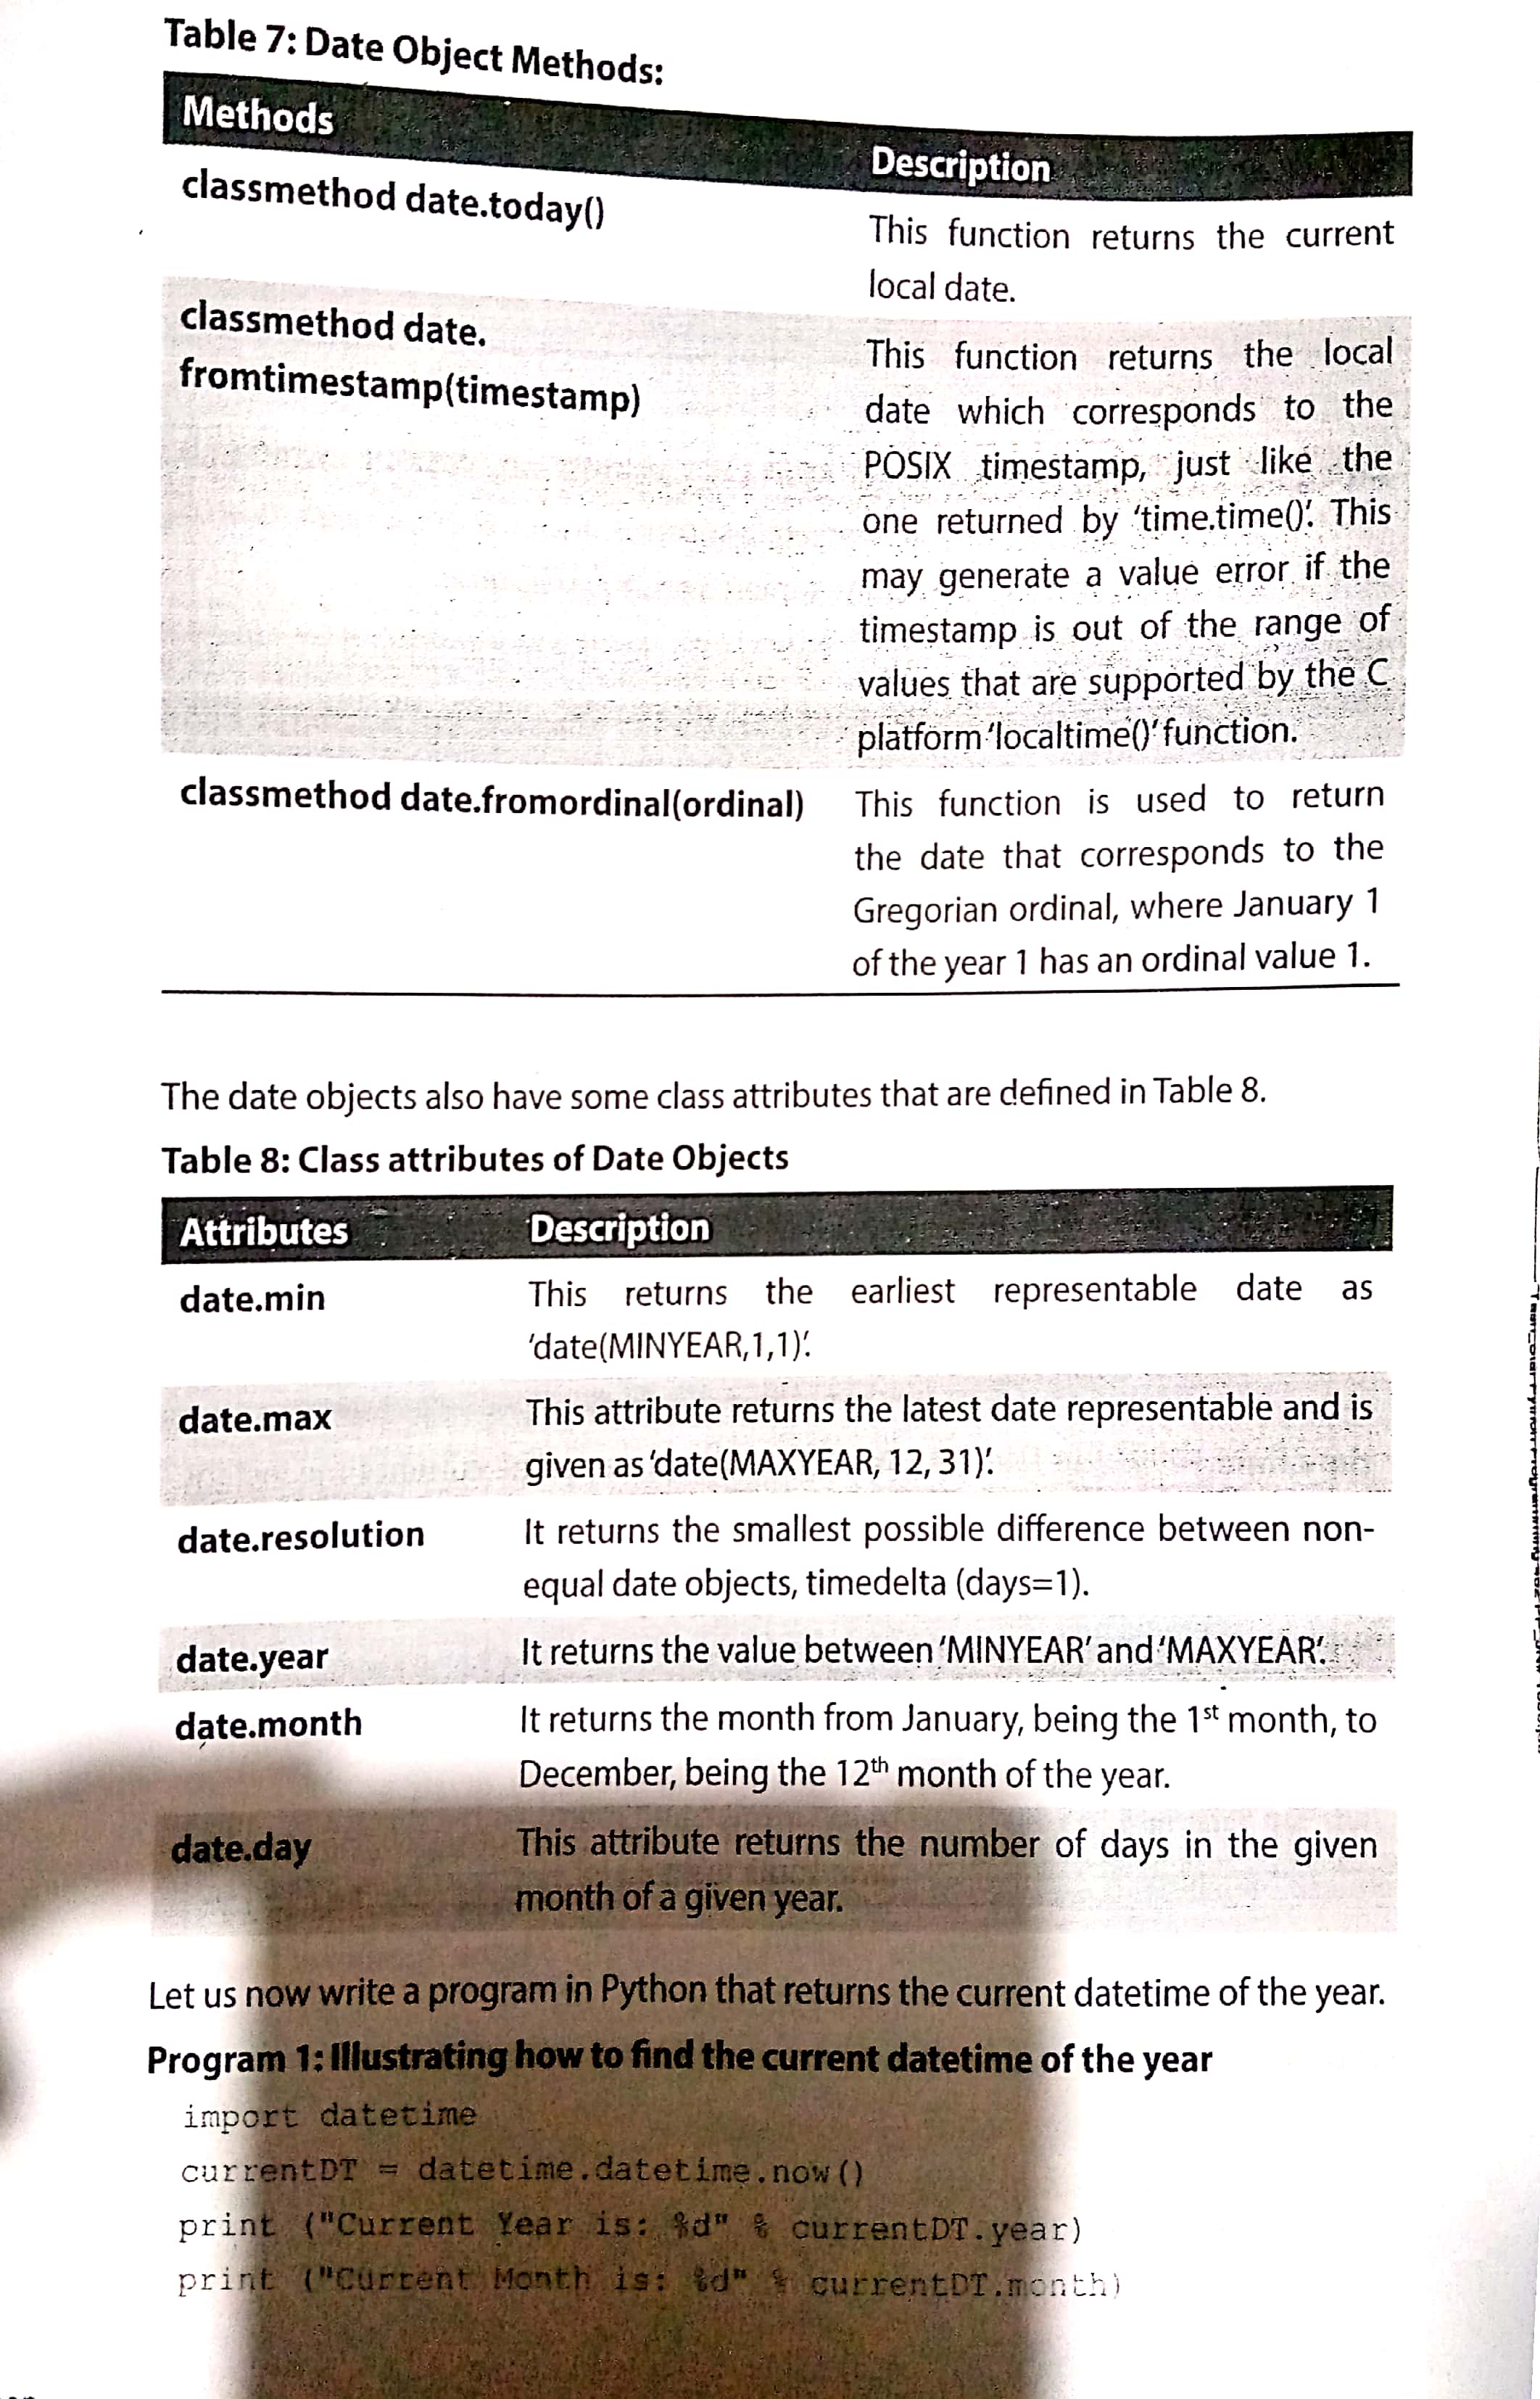 Table 7: Date Object Methods:
Methods
Description
classmethod date.today()
This function returns the current
local date.
classmethod date.
fromtimestamp(timestamp)
This function returns the local
date which corresponds to the
POSIX timestamp, just like the
one returned by ‘time.time()’. This
may generate a value error if the
timestamp is out of the range of
values that are supported by the C
platform ‘localtime()’ function.
classmethod date.fromordinal(ordinal)
This function is used to return
the date that corresponds to the
Gregorian ordinal, where January 1
of the year 1 has an ordinal value 1.
The date objects also have some class attributes that are defined in Table 8.
Table 8: Class attributes of Date Objects
Attributes Description
date.min
This returns the earliest representable date as
‘date(MINYEAR,1,1)’.
date.max
This attribute returns the latest date representable and is
given as ‘date(MAXYEAR, 12, 31)’.
date.resolution
It returns the smallest possible difference between non-
equal date objects, timedelta (days=1).
date.year
It returns the value between ‘MINYEAR’ and ‘MAXYEAR’.
date.month
It returns the month from January, being the 1st month, to
December, being the 12th month of the year.
date.day
This attribute returns the number of days in the given
month of a given year.
Let us now write a program in Python that returns the current datetime of the year.
Program 1: Illustrating how to find the current datetime of the year
import datetime
currentDT = datetime.datetime.now()
print ("Current Year is: %d" % currentDT.year)
print ("Current Month is: %d" % currentDT.month)